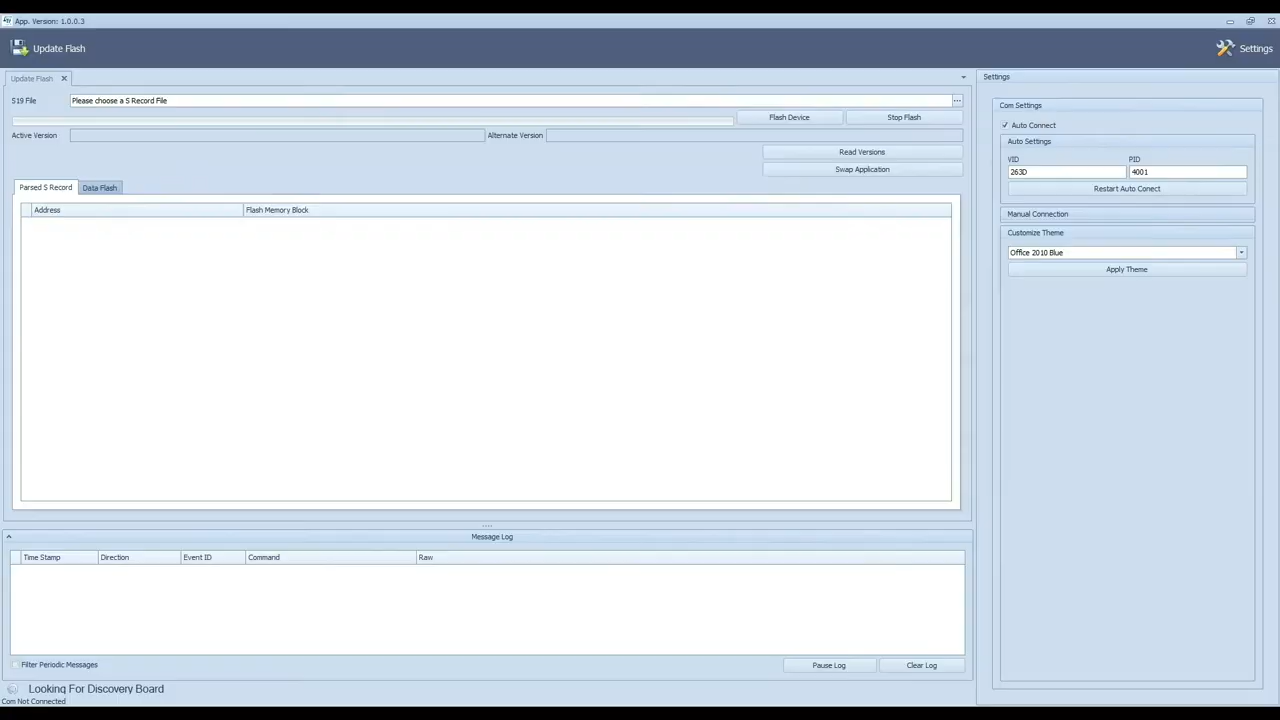 App. Version: 1.0.0.3
Update Flash
Settings
Update Flash
Settings
S19 File
Please choose a S Record File
...
Com Settings
Flash Device
Stop Flash
Auto Connect
Active Version
Alternate Version
Auto Settings
Read Versions
VID
PID
Swap Application
263D
4001
Parsed S Record
Data Flash
Restart Auto Conect
Address
Flash Memory Block
Manual Connection
Customize Theme
Office 2010 Blue
Apply Theme
Message Log
Time Stamp
Direction
Event ID
Command
Raw
Filter Periodic Messages
Pause Log
Clear Log
Looking For Discovery Board
Com Not Connected